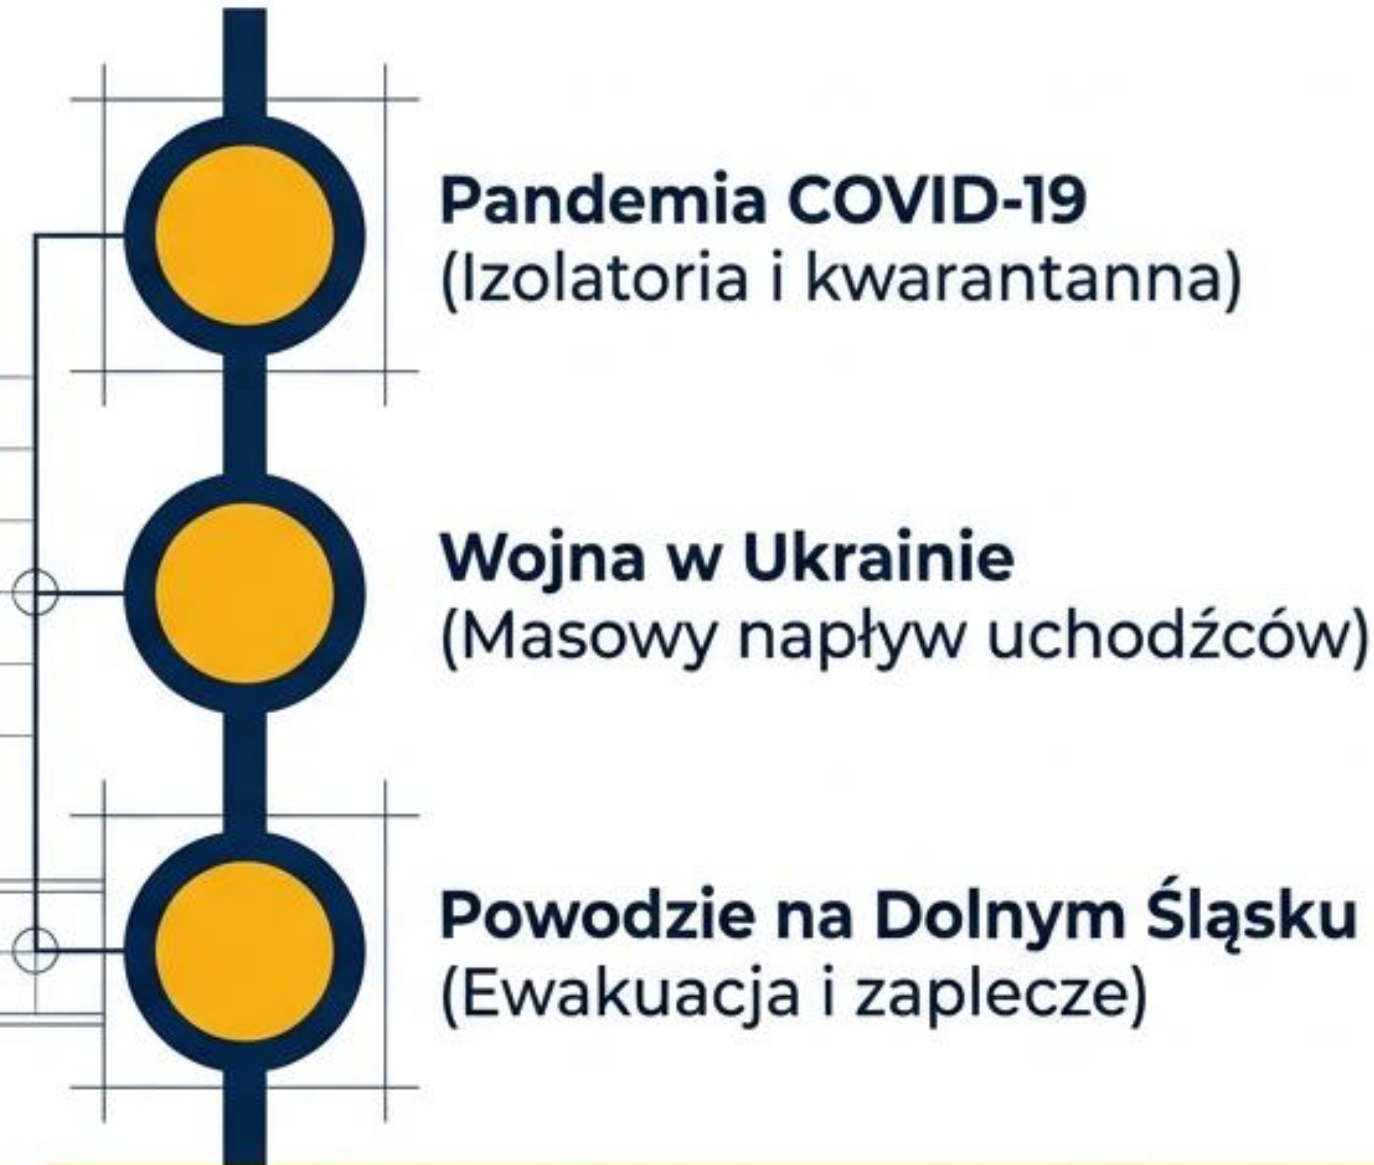 Pandemia COVID-19
(Izolatoria i kwarantanna)
Wojna w Ukrainie
(Masowy napływ uchodźców)
Powodzie na Dolnym Śląsku
(Ewakuacja i zaplecze)